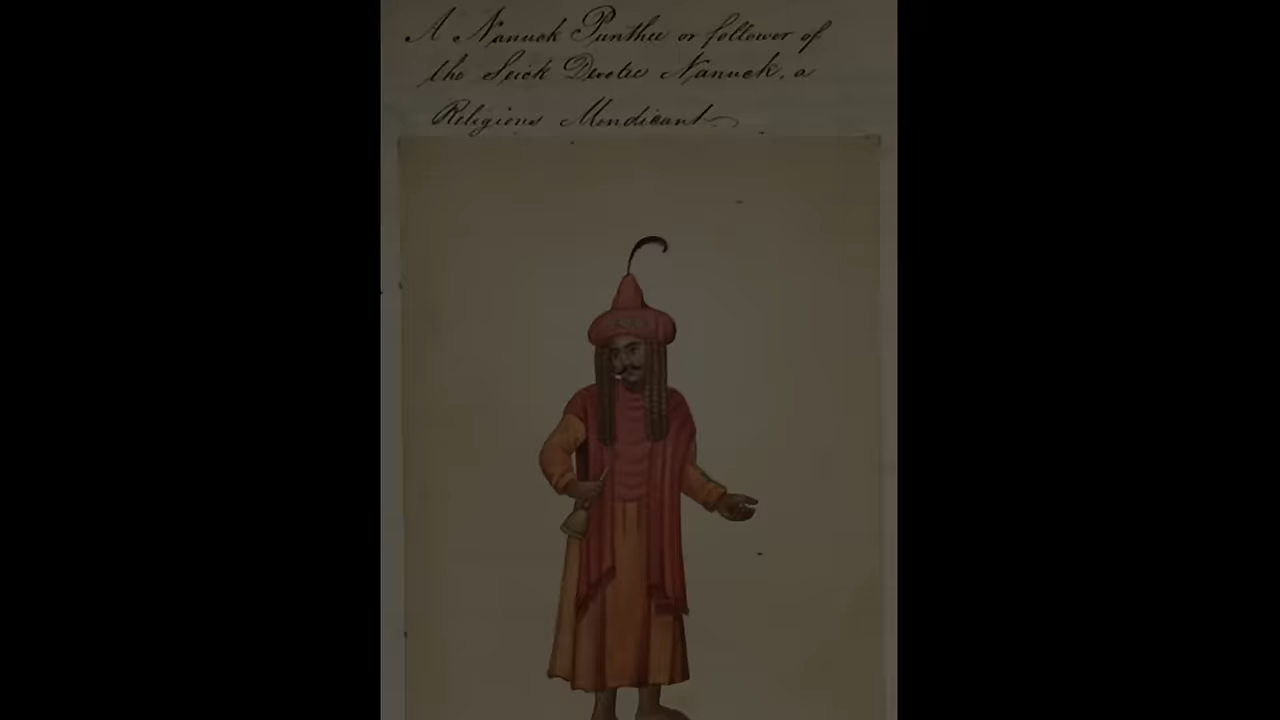 A Nanuck Punthee or follower of
the Seick Devotee Nanuck, a
Religious Mendicant